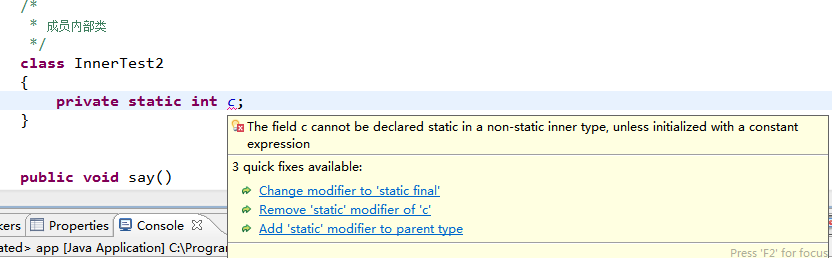 /*
* 成员内部类
*/
class InnerTest2
{
private static int c;
}
The field c cannot be declared static in a non-static inner type, unless initialized with a constant
expression
3 quick fixes available:
Change modifier to 'static final'
Remove 'static' modifier of 'c'
Add 'static' modifier to parent type
Press 'F2' for focus
public void say()
kers Properties Console
ated> app [Java Application] C:\Progra